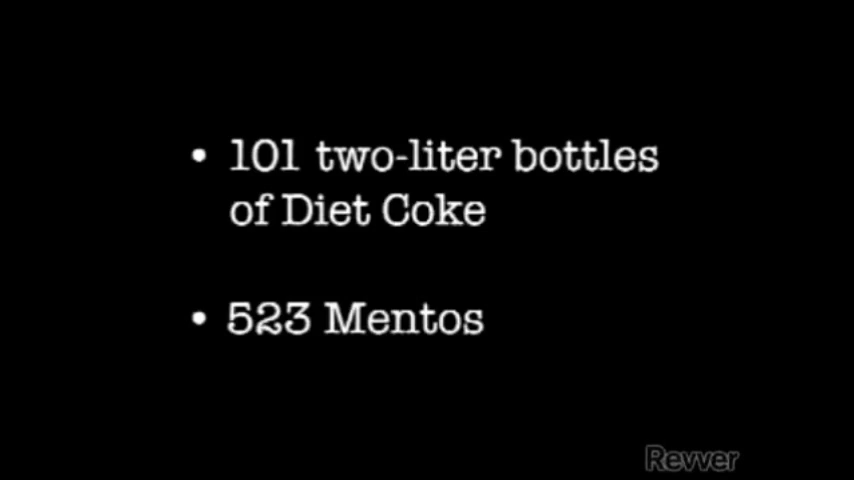 • 101 two-liter bottles
of Diet Coke
• 523 Mentos
Revver